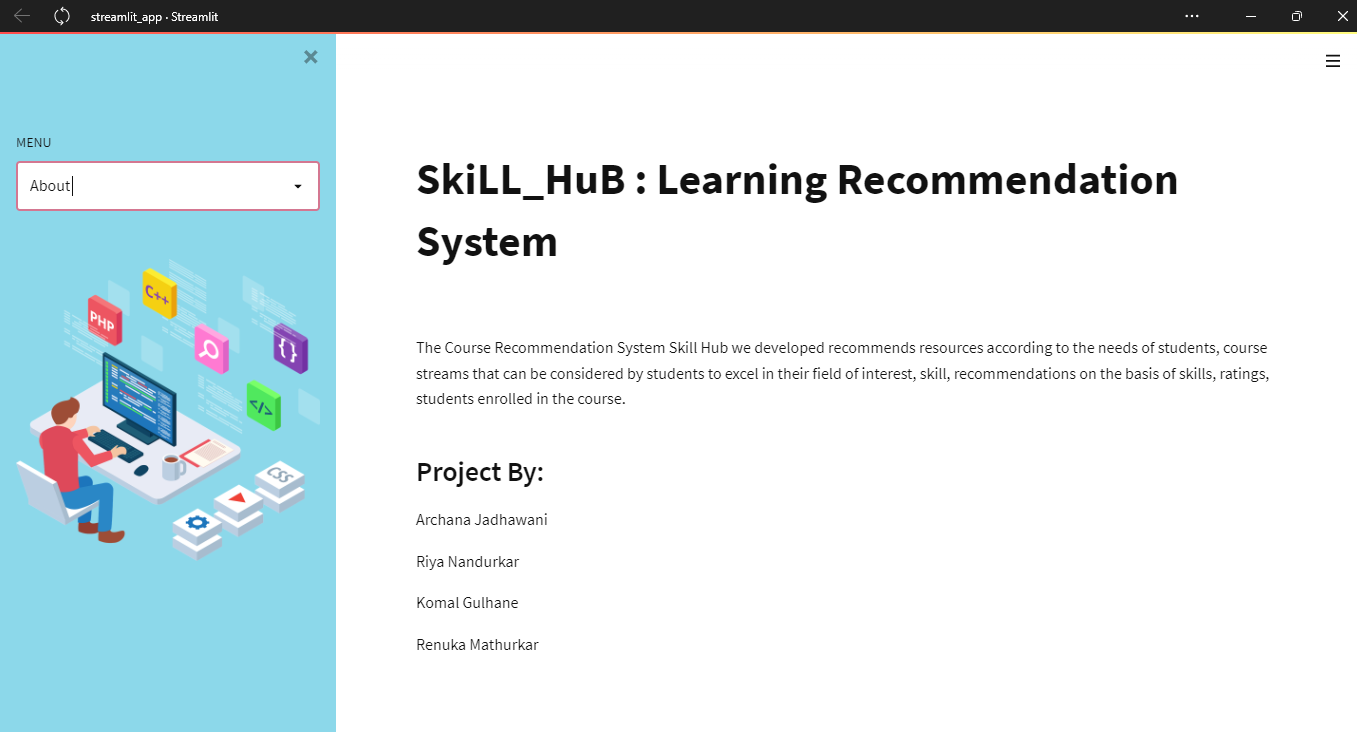 streamlit_app · Streamlit
MENU
About
PHP
C++
{}
</>
CSS
SkiLL_HuB : Learning Recommendation
System
The Course Recommendation System Skill Hub we developed recommends resources according to the needs of students, course
streams that can be considered by students to excel in their field of interest, skill, recommendations on the basis of skills, ratings,
students enrolled in the course.
Project By:
Archana Jadhawani
Riya Nandurkar
Komal Gulhane
Renuka Mathurkar